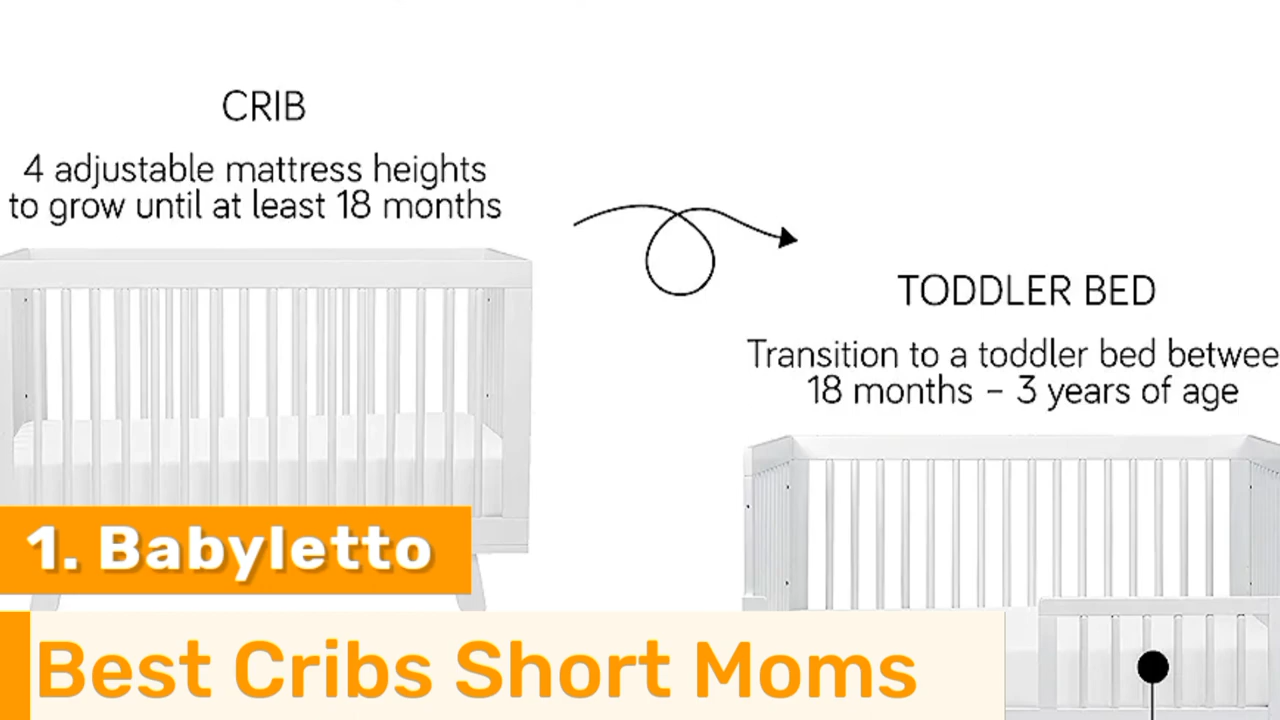 CRIB
4 adjustable mattress heights
to grow until at least 18 months
TODDLER BED
Transition to a toddler bed betwee
18 months – 3 years of age
1. Babyletto
Best Cribs Short Moms